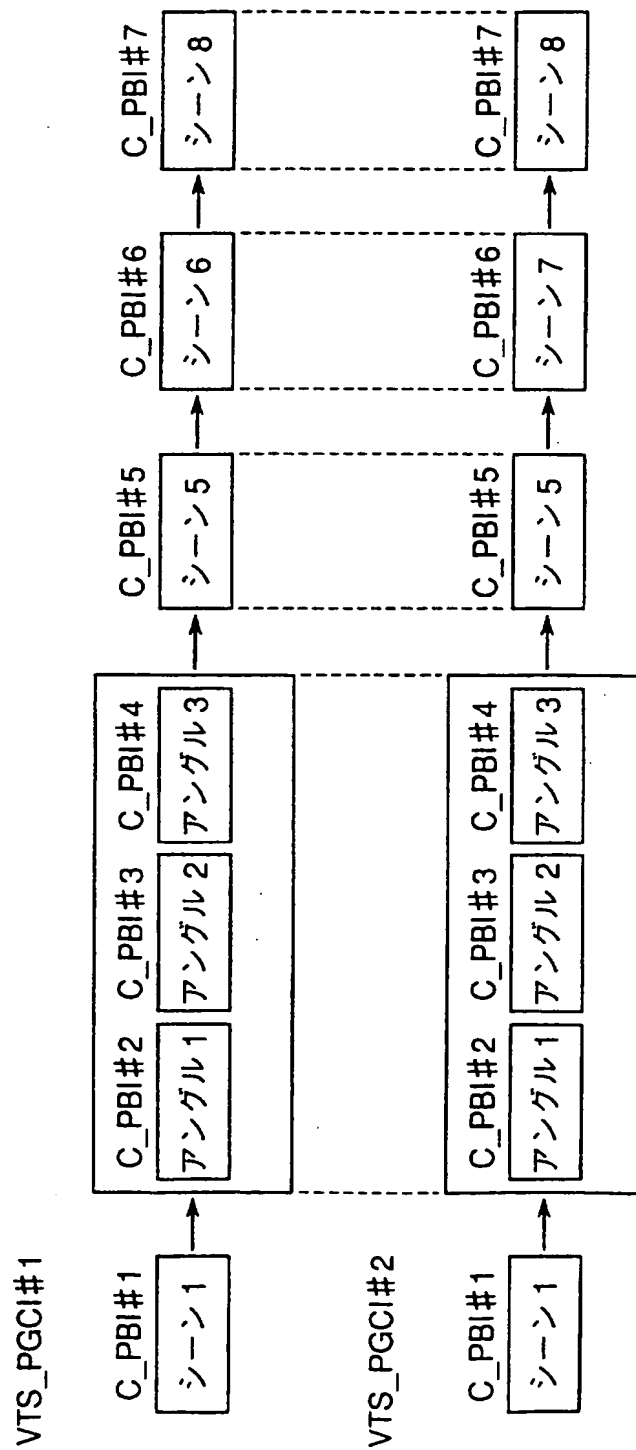 VTS_PGCI#1
C_PBI#1
シーン1
C_PBI#2
アングル1
C_PBI#3
アングル2
C_PBI#4
アングル3
C_PBI#5
シーン5
C_PBI#6
シーン6
C_PBI#7
シーン8
VTS_PGCI#2
C_PBI#1
シーン1
C_PBI#2
アングル1
C_PBI#3
アングル2
C_PBI#4
アングル3
C_PBI#5
シーン5
C_PBI#6
シーン7
C_PBI#7
シーン8